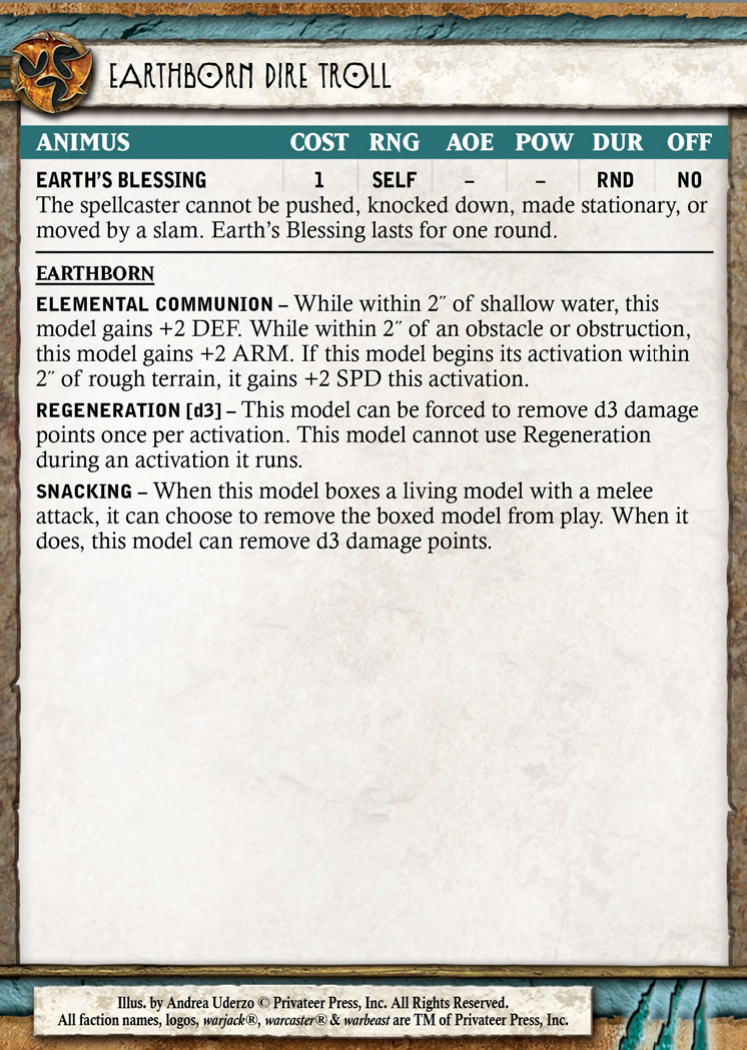 EARTHBORN DIRE TROLL
ANIMUS COST RNG AOE POW DUR OFF
EARTH'S BLESSING 1 SELF – – RND NO
The spellcaster cannot be pushed, knocked down, made stationary, or
moved by a slam. Earth's Blessing lasts for one round.
EARTHBORN
ELEMENTAL COMMUNION – While within 2˝ of shallow water, this
model gains +2 DEF. While within 2˝ of an obstacle or obstruction,
this model gains +2 ARM. If this model begins its activation within
2˝ of rough terrain, it gains +2 SPD this activation.
REGENERATION [d3] – This model can be forced to remove d3 damage
points once per activation. This model cannot use Regeneration
during an activation it runs.
SNACKING – When this model boxes a living model with a melee
attack, it can choose to remove the boxed model from play. When it
does, this model can remove d3 damage points.
Illus. by Andrea Uderzo © Privateer Press, Inc. All Rights Reserved.
All faction names, logos, warjack®, warcaster® & warbeast are TM of Privateer Press, Inc.